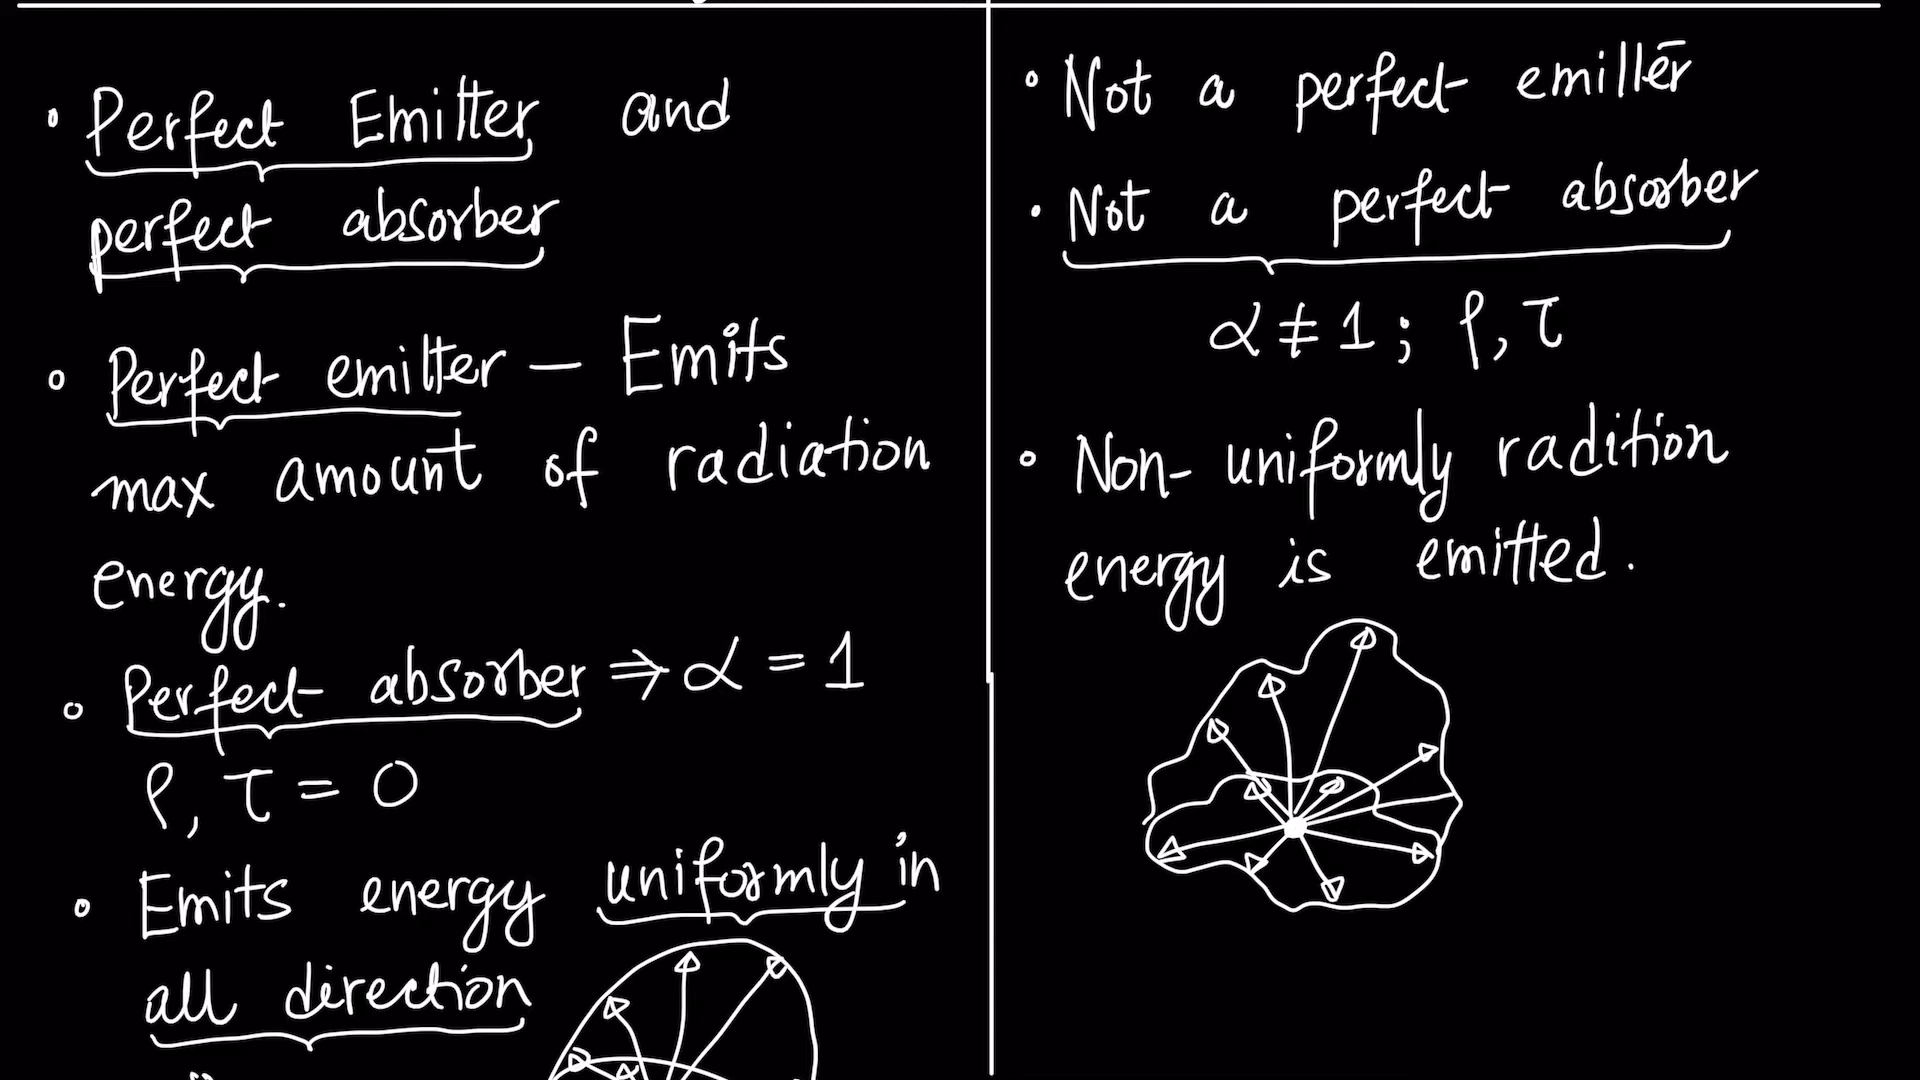 • Perfect Emitter and
perfect absorber
• Perfect emitter – Emits
max amount of radiation
energy.
• Perfect absorber ⇒ α = 1
ρ, τ = 0
• Emits energy uniformly in
all direction
• Not a perfect emitter
• Not a perfect absorber
α ≠ 1 ; ρ, τ
• Non-uniformly radition
energy is emitted.